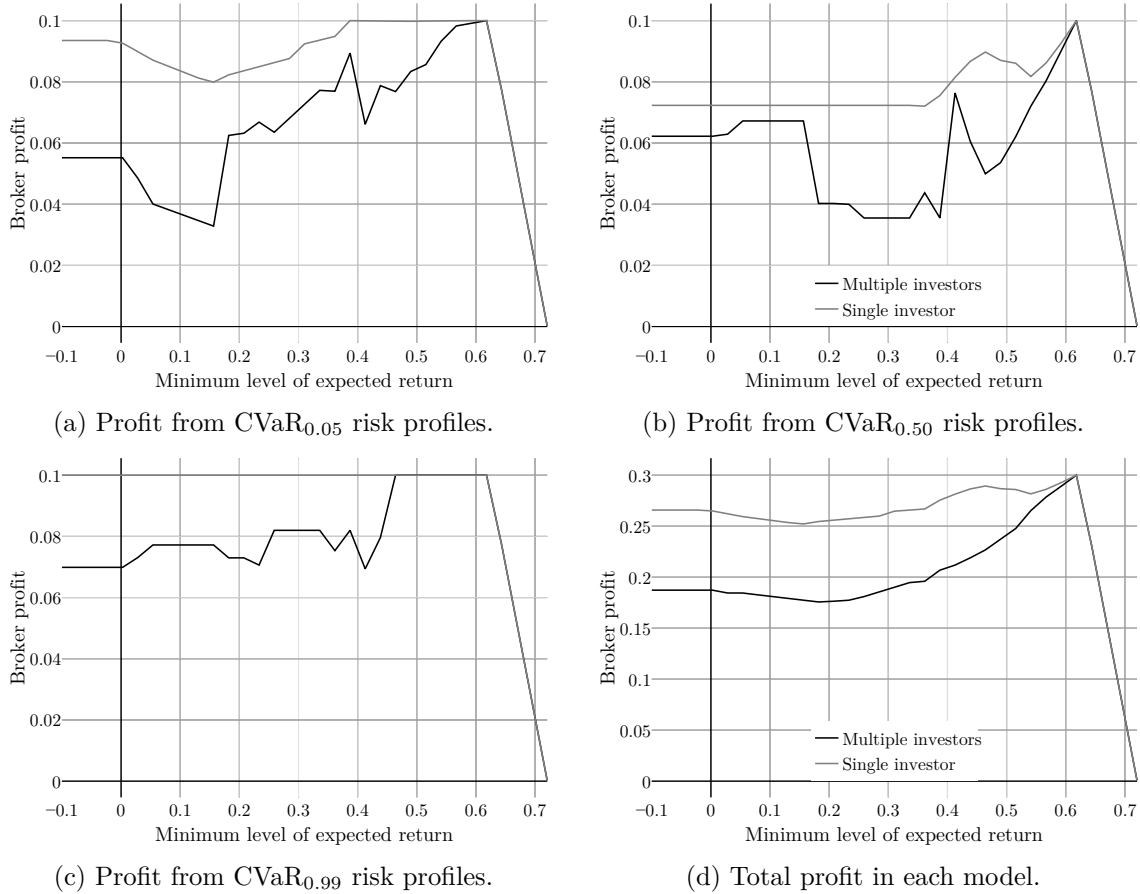 0.1
0.08
0.06
0.04
0.02
0
Broker profit
−0.1 0 0.1 0.2 0.3 0.4 0.5 0.6 0.7
Minimum level of expected return
(a) Profit from CVaR0.05 risk profiles.
0.1
0.08
0.06
0.04
0.02
0
Broker profit
Multiple investors
Single investor
−0.1 0 0.1 0.2 0.3 0.4 0.5 0.6 0.7
Minimum level of expected return
(b) Profit from CVaR0.50 risk profiles.
0.1
0.08
0.06
0.04
0.02
0
Broker profit
−0.1 0 0.1 0.2 0.3 0.4 0.5 0.6 0.7
Minimum level of expected return
(c) Profit from CVaR0.99 risk profiles.
0.3
0.25
0.2
0.15
0.1
0.05
0
Broker profit
Multiple investors
Single investor
−0.1 0 0.1 0.2 0.3 0.4 0.5 0.6 0.7
Minimum level of expected return
(d) Total profit in each model.